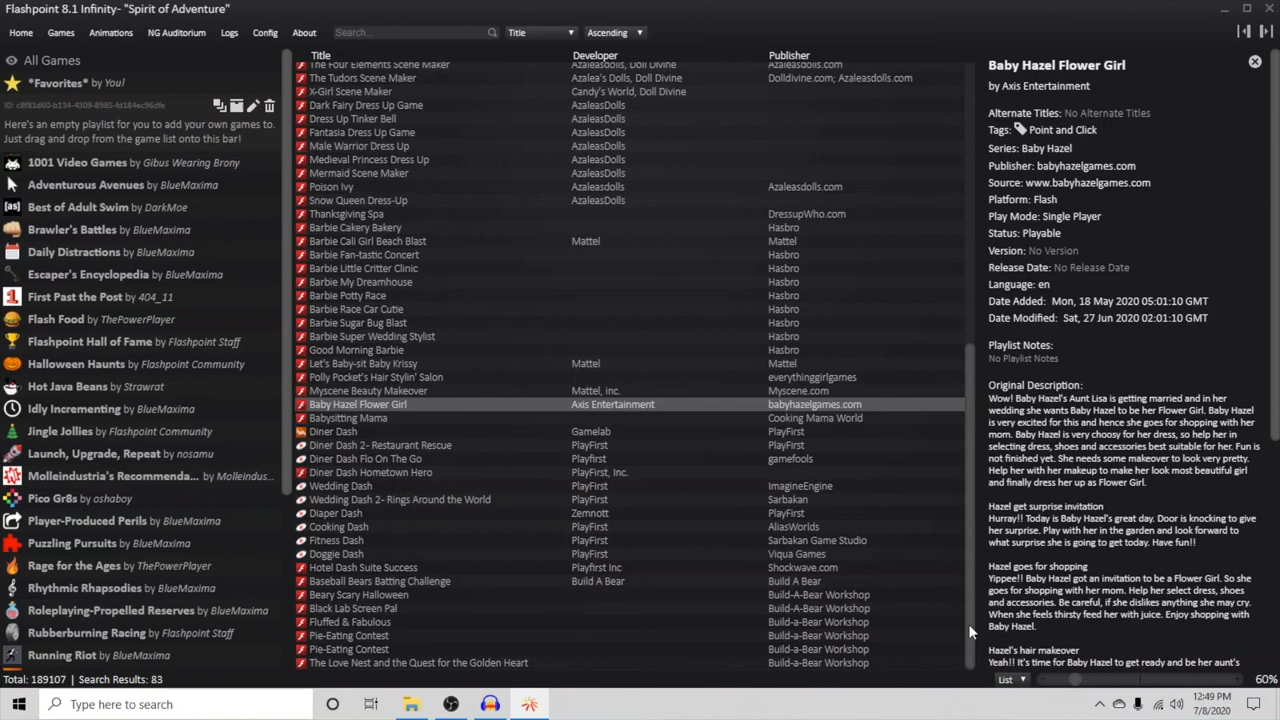 Flashpoint 8.1 Infinity- "Spirit of Adventure"
Home Games Animations NG Auditorium Logs Config About Search... Title Ascending
All Games
*Favorites* by You!
ID: c8f81d60-b134-4309-8985-fd184ec96dfe
Here's an empty playlist for you to add your own games to.
Just drag and drop from the game list onto this bar!
1001 Video Games by Gibus Wearing Brony
Adventurous Avenues by BlueMaxima
Best of Adult Swim by DarkMoe
Brawler's Battles by BlueMaxima
Daily Distractions by BlueMaxima
Escaper's Encyclopedia by BlueMaxima
First Past the Post by 404_11
Flash Food by ThePowerPlayer
Flashpoint Hall of Fame by Flashpoint Staff
Halloween Haunts by Flashpoint Community
Hot Java Beans by Strawrat
Idly Incrementing by BlueMaxima
Jingle Jollies by Flashpoint Community
Launch, Upgrade, Repeat by nosamu
Molleindustria's Recommenda... by Molleindus...
Pico Gr8s by oshaboy
Player-Produced Perils by BlueMaxima
Puzzling Pursuits by BlueMaxima
Rage for the Ages by ThePowerPlayer
Rhythmic Rhapsodies by BlueMaxima
Roleplaying-Propelled Reserves by BlueMaxima
Rubberburning Racing by Flashpoint Staff
Running Riot by BlueMaxima
Title Developer Publisher
The Four Elements Scene Maker Azaleasdolls, Doll Divine Azaleasdolls.com
The Tudors Scene Maker Azalea's Dolls, Doll Divine Dolldivine.com; Azaleasdolls.com
X-Girl Scene Maker Candy's World, Doll Divine
Dark Fairy Dress Up Game AzaleasDolls
Dress Up Tinker Bell AzaleasDolls
Fantasia Dress Up Game AzaleasDolls
Male Warrior Dress Up AzaleasDolls
Medieval Princess Dress Up AzaleasDolls
Mermaid Scene Maker AzaleasDolls
Poison Ivy Azaleasdolls Azaleasdolls.com
Snow Queen Dress-Up AzaleasDolls
Thanksgiving Spa DressupWho.com
Barbie Cakery Bakery Hasbro
Barbie Cali Girl Beach Blast Mattel Mattel
Barbie Fan-tastic Concert Hasbro
Barbie Little Critter Clinic Hasbro
Barbie My Dreamhouse Hasbro
Barbie Potty Race Hasbro
Barbie Race Car Cutie Hasbro
Barbie Sugar Bug Blast Hasbro
Barbie Super Wedding Stylist Hasbro
Good Morning Barbie Hasbro
Let's Baby-sit Baby Krissy Mattel Mattel
Polly Pocket's Hair Stylin' Salon everythinggirlgames
Myscene Beauty Makeover Mattel, inc. Myscene.com
Baby Hazel Flower Girl Axis Entertainment babyhazelgames.com
Babysitting Mama Cooking Mama World
Diner Dash Gamelab PlayFirst
Diner Dash 2- Restaurant Rescue PlayFirst PlayFirst
Diner Dash Flo On The Go Playfirst gamefools
Diner Dash Hometown Hero PlayFirst, Inc.
Wedding Dash PlayFirst ImagineEngine
Wedding Dash 2- Rings Around the World PlayFirst Sarbakan
Diaper Dash Zemnott PlayFirst
Cooking Dash PlayFirst AliasWorlds
Fitness Dash PlayFirst Sarbakan Game Studio
Doggie Dash PlayFirst Viqua Games
Hotel Dash Suite Success PlayFirst Inc Shockwave.com
Baseball Bears Batting Challenge Build A Bear Build A Bear
Beary Scary Halloween Build-A-Bear Workshop
Black Lab Screen Pal Build-A-Bear Workshop
Fluffed & Fabulous Build-a-Bear Workshop
Pie-Eating Contest Build-a-Bear Workshop
Pie-Eating Contest Build-a-Bear Workshop
The Love Nest and the Quest for the Golden Heart Build-a-Bear Workshop
Baby Hazel Flower Girl
by Axis Entertainment
Alternate Titles: No Alternate Titles
Tags: Point and Click
Series: Baby Hazel
Publisher: babyhazelgames.com
Source: www.babyhazelgames.com
Platform: Flash
Play Mode: Single Player
Status: Playable
Version: No Version
Release Date: No Release Date
Language: en
Date Added: Mon, 18 May 2020 05:01:10 GMT
Date Modified: Sat, 27 Jun 2020 02:01:10 GMT
Playlist Notes:
No Playlist Notes
Original Description:
Wow! Baby Hazel's Aunt Lisa is getting married and in her
wedding she wants Baby Hazel to be her Flower Girl. Baby Hazel
is very excited for this and hence she goes for shopping with her
mom. Baby Hazel is very choosy for her dress, so help her in
selecting dress, shoes and accessories best suitable for her. Fun is
not finished yet. She needs some makeover to look very pretty.
Help her with her makeup to make her look most beautiful girl
and finally dress her up as Flower Girl.
Hazel get surprise invitation
Hurray!! Today is Baby Hazel's great day. Door is knocking to give
her surprise. Play with her in the garden and look forward to
what surprise she is going to get today. Have fun!!
Hazel goes for shopping
Yippee!! Baby Hazel got an invitation to be a Flower Girl. So she
goes for shopping with her mom. Help her select dress, shoes
and accessories. Be careful, if she dislikes anything she may cry.
When she feels thirsty feed her with juice. Enjoy shopping with
Baby Hazel.
Hazel's hair makeover
Yeah!! It's time for Baby Hazel to get ready and be her aunt's
Total: 189107 | Search Results: 83
List 60%
Type here to search
12:49 PM
7/8/2020